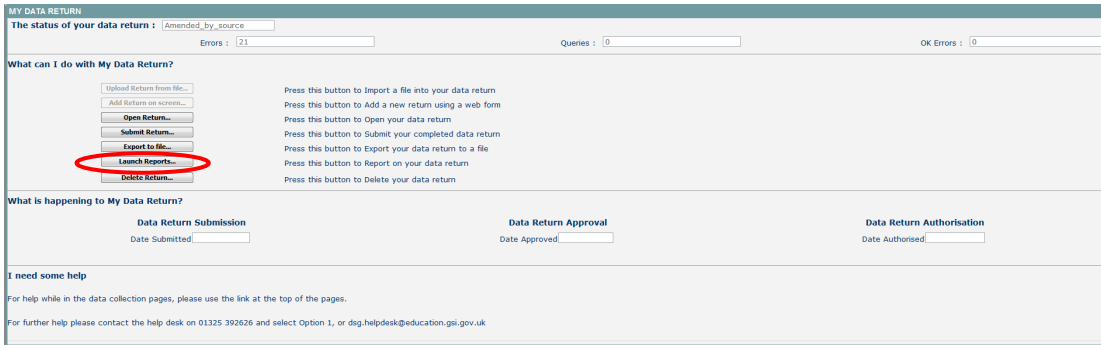 MY DATA RETURN
The status of your data return : Amended_by_source
Errors : 21 Queries : 0 OK Errors : 0
What can I do with My Data Return?
Upload Return from file... Press this button to Import a file into your data return
Add Return on screen... Press this button to Add a new return using a web form
Open Return... Press this button to Open your data return
Submit Return... Press this button to Submit your completed data return
Export to file... Press this button to Export your data return to a file
Launch Reports... Press this button to Report on your data return
Delete Return... Press this button to Delete your data return
What is happening to My Data Return?
Data Return Submission Data Return Approval Data Return Authorisation
Date Submitted Date Approved Date Authorised
I need some help
For help while in the data collection pages, please use the link at the top of the pages.
For further help please contact the help desk on 01325 392626 and select Option 1, or dsg.helpdesk@education.gsi.gov.uk